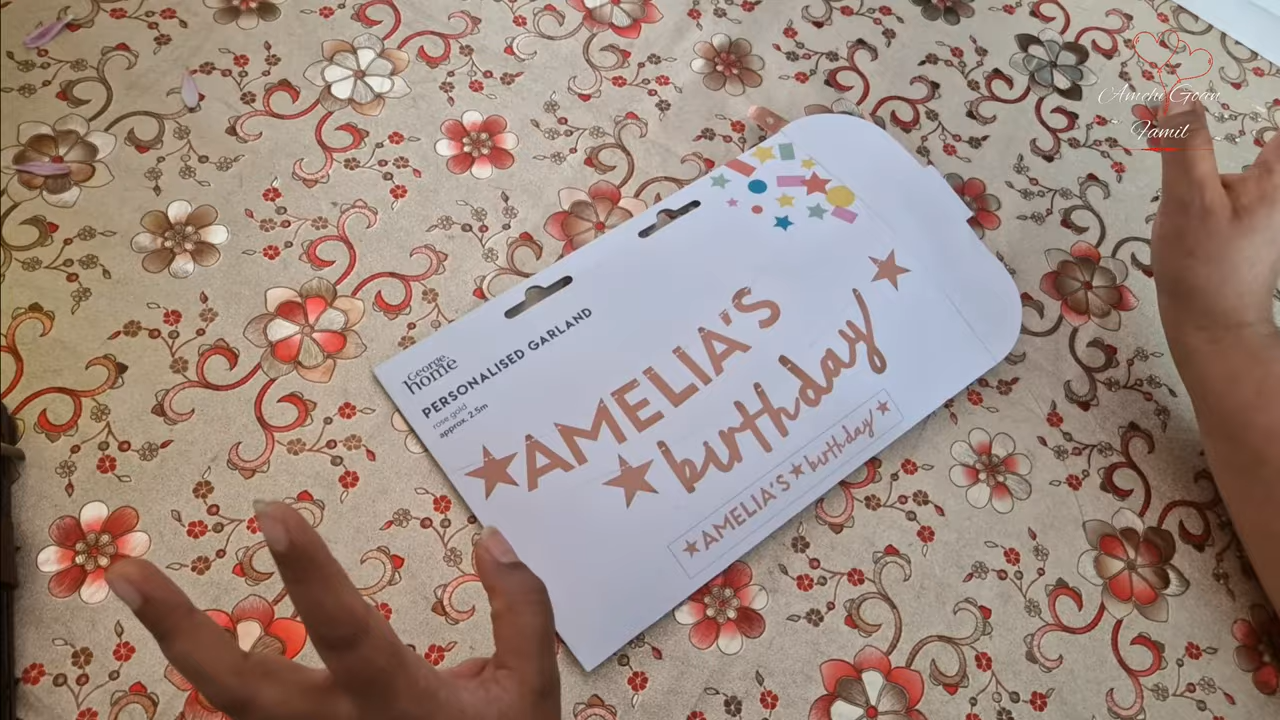 Amchi Goan
Famil
George
home
PERSONALISED GARLAND
rose gold
approx. 2.5m
AMELIA'S
birthday
AMELIA'S birthday